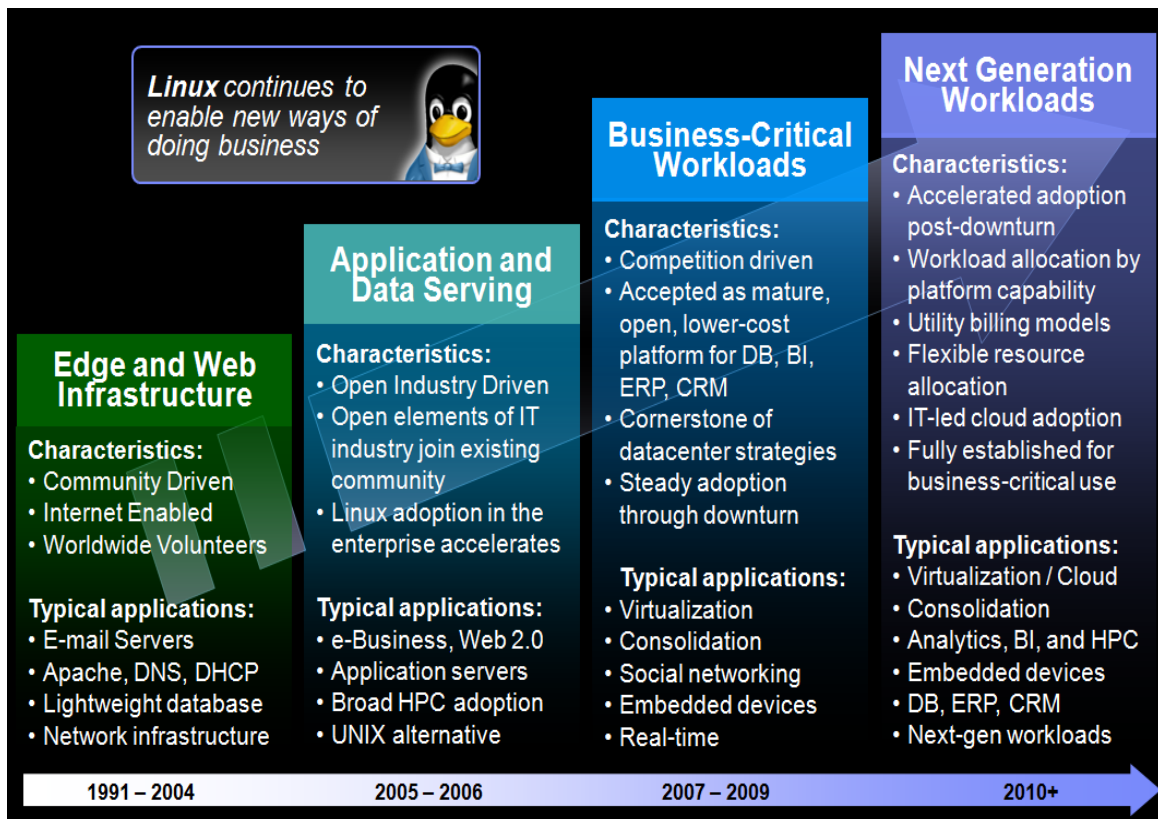 Linux continues to
enable new ways of
doing business
Edge and Web
Infrastructure
Characteristics:
• Community Driven
• Internet Enabled
• Worldwide Volunteers
Typical applications:
• E-mail Servers
• Apache, DNS, DHCP
• Lightweight database
• Network infrastructure
1991 – 2004
Application and
Data Serving
Characteristics:
• Open Industry Driven
• Open elements of IT
industry join existing
community
• Linux adoption in the
enterprise accelerates
Typical applications:
• e-Business, Web 2.0
• Application servers
• Broad HPC adoption
• UNIX alternative
2005 – 2006
Business-Critical
Workloads
Characteristics:
• Competition driven
• Accepted as mature,
open, lower-cost
platform for DB, BI,
ERP, CRM
• Cornerstone of
datacenter strategies
• Steady adoption
through downturn
Typical applications:
• Virtualization
• Consolidation
• Social networking
• Embedded devices
• Real-time
2007 – 2009
Next Generation
Workloads
Characteristics:
• Accelerated adoption
post-downturn
• Workload allocation by
platform capability
• Utility billing models
• Flexible resource
allocation
• IT-led cloud adoption
• Fully established for
business-critical use
Typical applications:
• Virtualization / Cloud
• Consolidation
• Analytics, BI, and HPC
• Embedded devices
• DB, ERP, CRM
• Next-gen workloads
2010+